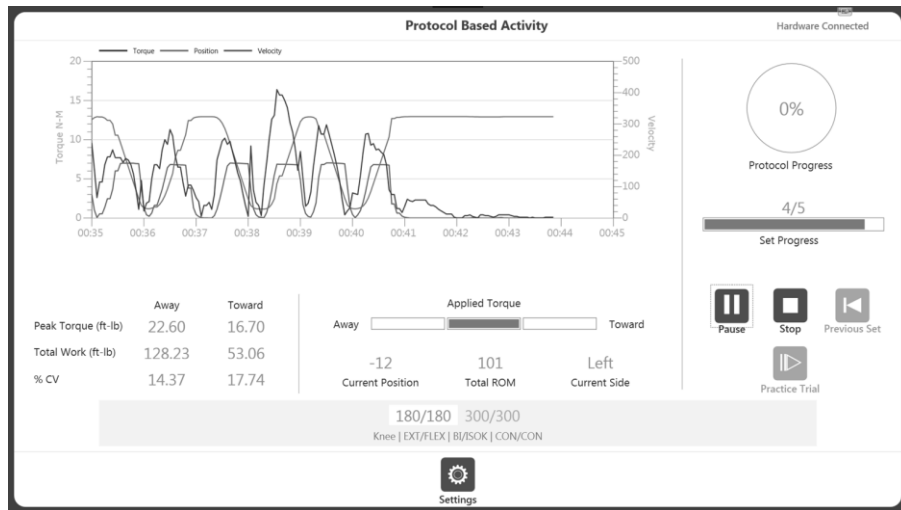 Protocol Based Activity
Hardware Connected
Torque Position Velocity
20
15
10
5
0
Torque N-M
500
400
300
200
100
0
Velocity
00:35 00:36 00:37 00:38 00:39 00:40 00:41 00:42 00:43 00:44 00:45
0%
Protocol Progress
4/5
Set Progress
Pause Stop Previous Set
Practice Trial
Away Toward
Peak Torque (ft-lb) 22.60 16.70
Total Work (ft-lb) 128.23 53.06
% CV 14.37 17.74
Applied Torque
Away Toward
-12 101 Left
Current Position Total ROM Current Side
180/180 300/300
Knee | EXT/FLEX | BI/ISOK | CON/CON
Settings